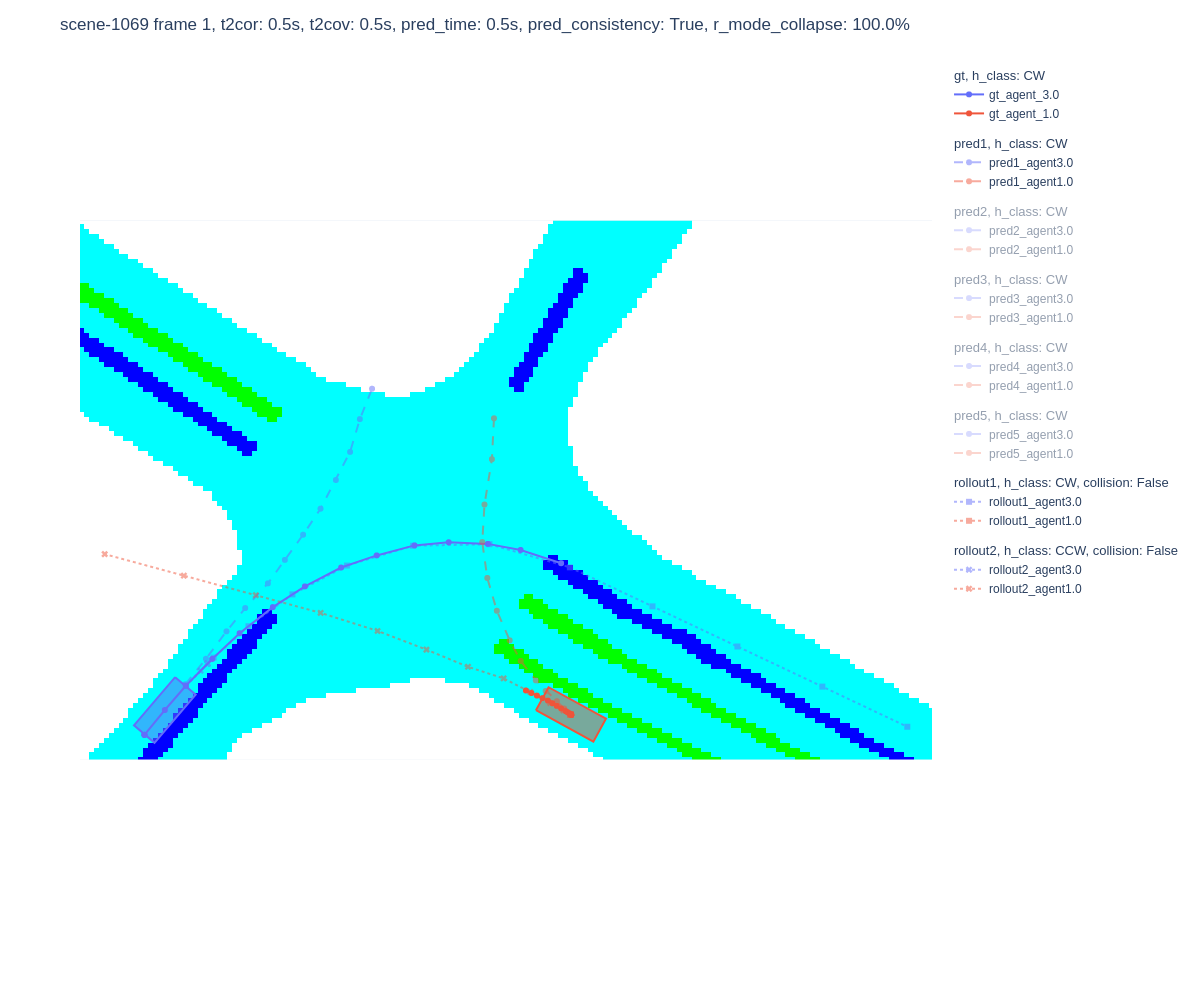 scene-1069 frame 1, t2cor: 0.5s, t2cov: 0.5s, pred_time: 0.5s, pred_consistency: True, r_mode_collapse: 100.0%
gt, h_class: CW
gt_agent_3.0
gt_agent_1.0
pred1, h_class: CW
pred1_agent3.0
pred1_agent1.0
pred2, h_class: CW
pred2_agent3.0
pred2_agent1.0
pred3, h_class: CW
pred3_agent3.0
pred3_agent1.0
pred4, h_class: CW
pred4_agent3.0
pred4_agent1.0
pred5, h_class: CW
pred5_agent3.0
pred5_agent1.0
rollout1, h_class: CW, collision: False
rollout1_agent3.0
rollout1_agent1.0
rollout2, h_class: CCW, collision: False
rollout2_agent3.0
rollout2_agent1.0